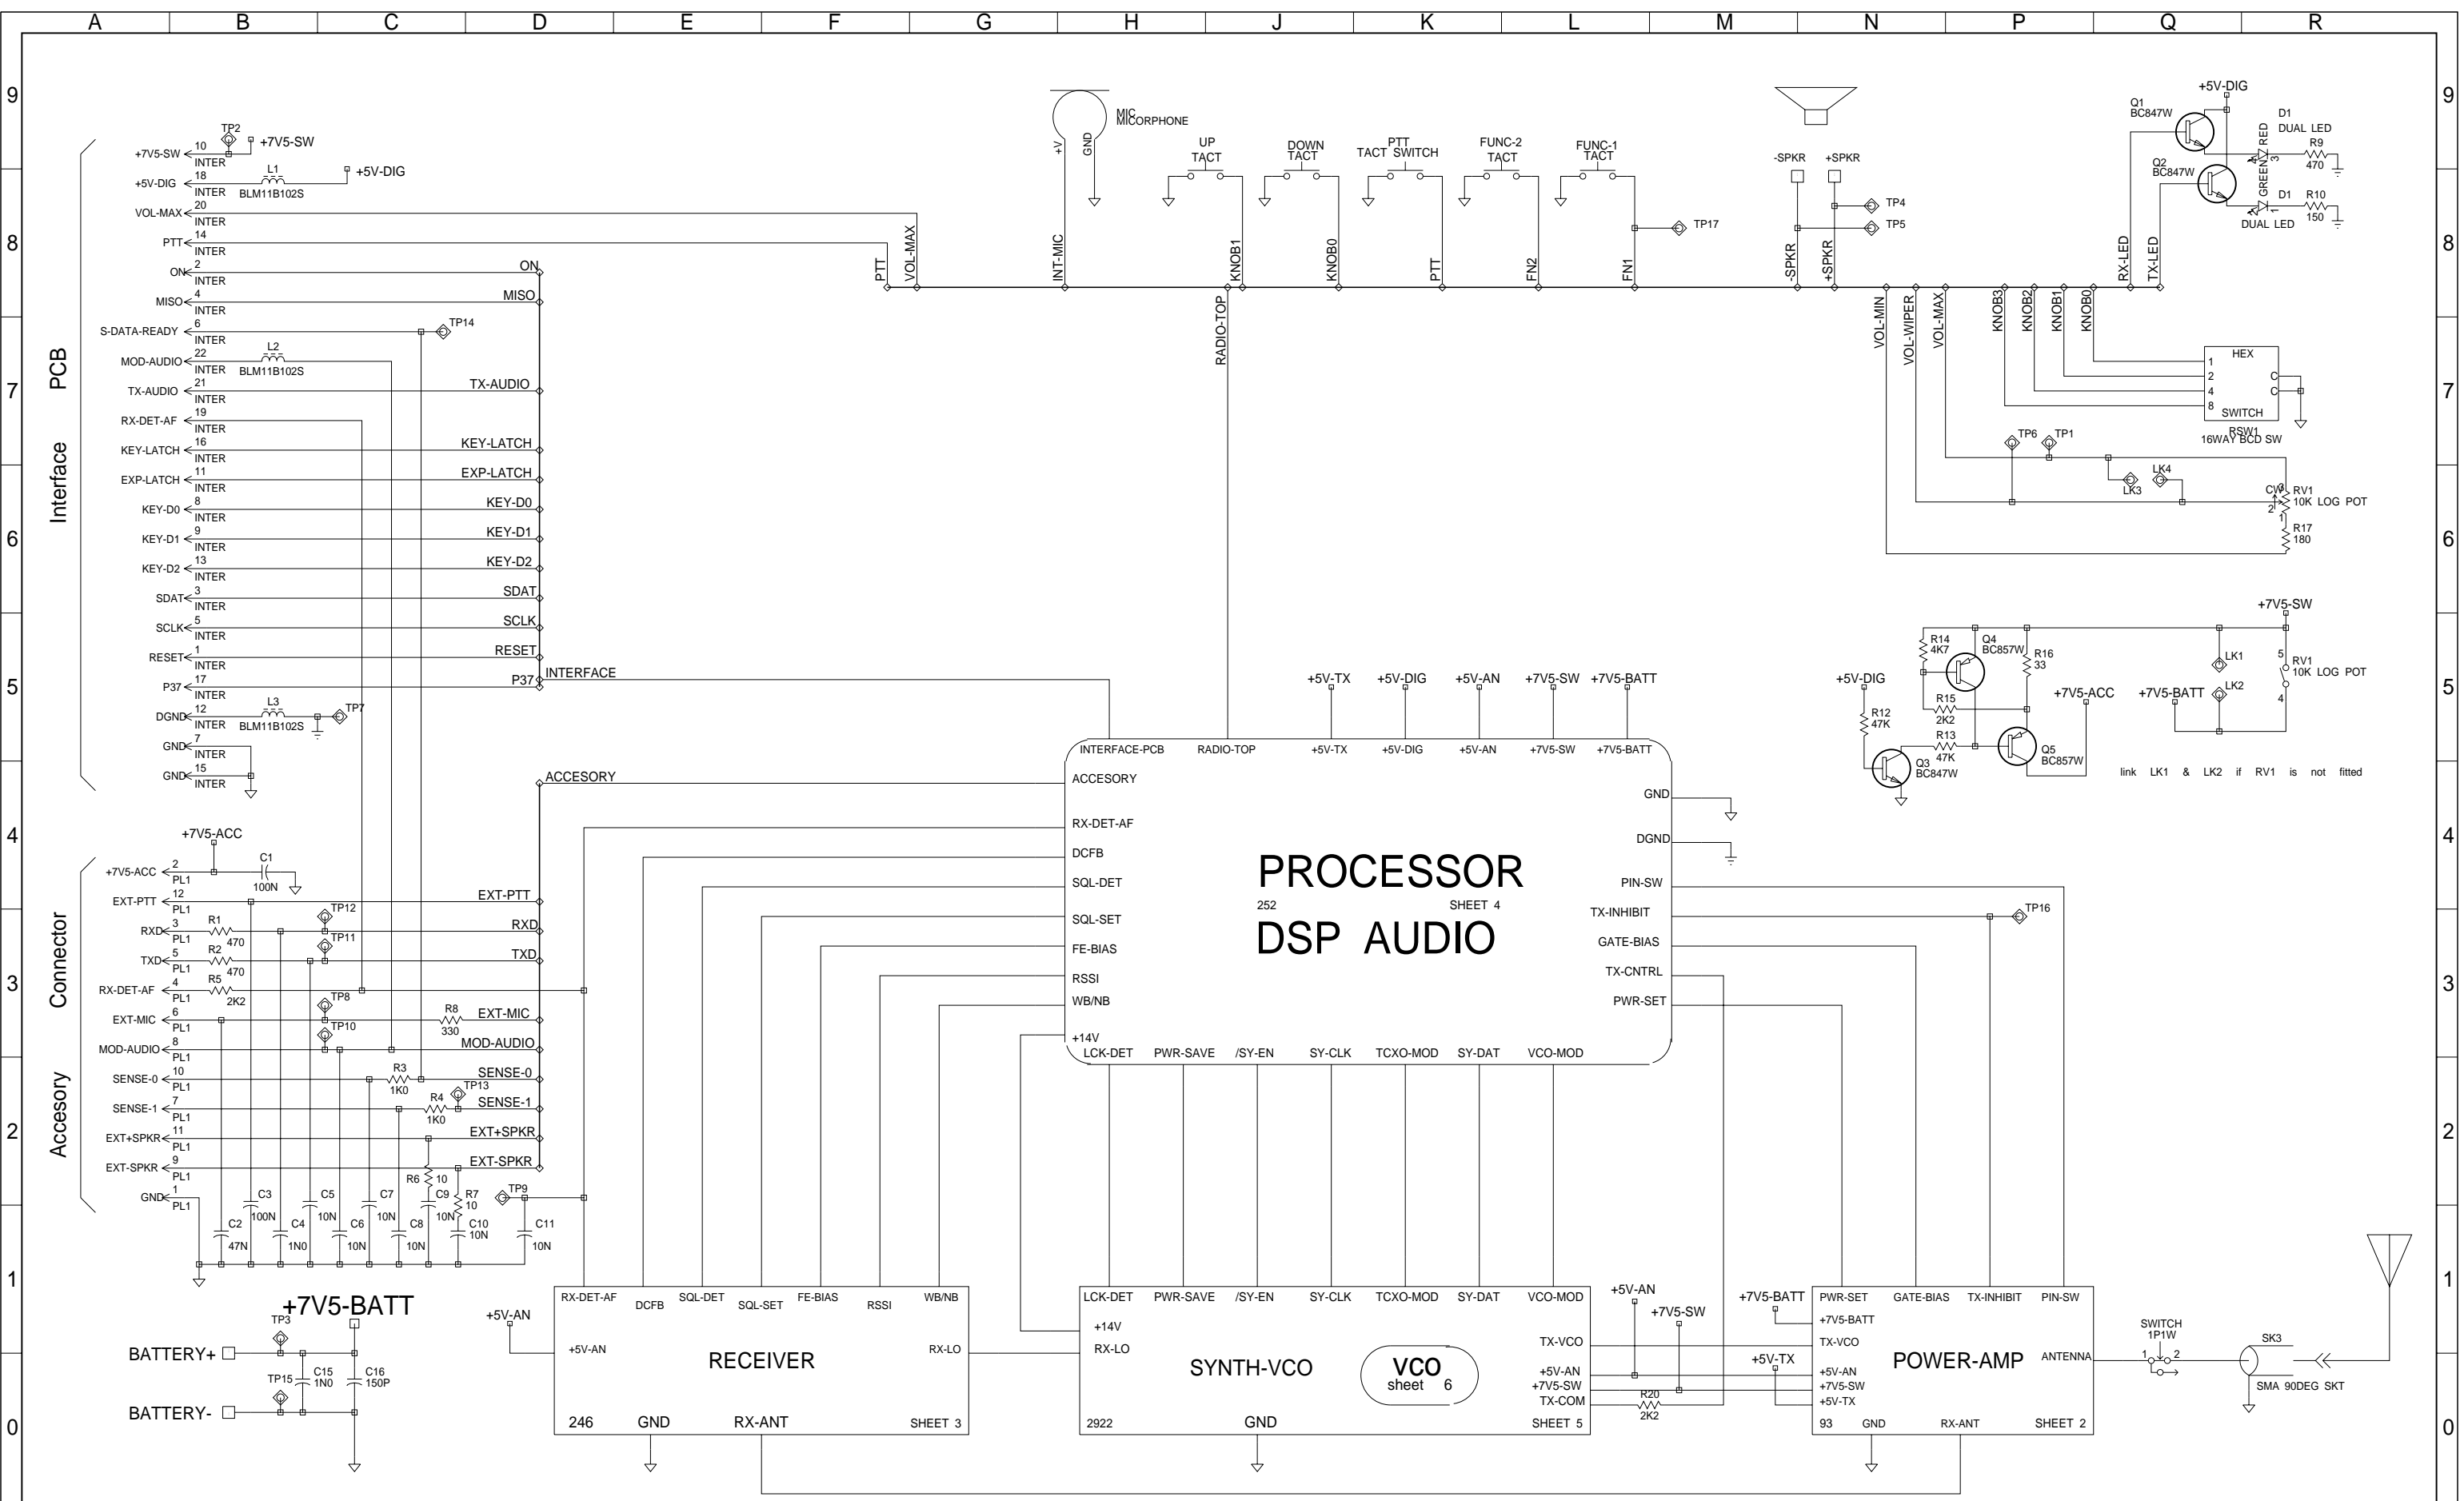 A B C D E F G H J K L M N P Q R
9 9
8 8
7 7
6 6
5 5
4 4
3 3
2 2
1 1
0 0
Interface PCB
+7V5-SW 10 INTER TP2 +7V5-SW
+5V-DIG 18 INTER L1 BLM11B102S +5V-DIG
VOL-MAX 20 INTER
PTT 14 INTER
ON 2 INTER ON
MISO 4 INTER MISO
S-DATA-READY 6 INTER TP14
MOD-AUDIO 22 INTER L2 BLM11B102S
TX-AUDIO 21 INTER TX-AUDIO
RX-DET-AF 19 INTER
KEY-LATCH 16 INTER KEY-LATCH
EXP-LATCH 11 INTER EXP-LATCH
KEY-D0 8 INTER KEY-D0
KEY-D1 9 INTER KEY-D1
KEY-D2 13 INTER KEY-D2
SDAT 3 INTER SDAT
SCLK 5 INTER SCLK
RESET 1 INTER RESET
P37 17 INTER P37
INTERFACE
DGND 12 INTER L3 BLM11B102S TP7
GND 7 INTER
GND 15 INTER
ACCESORY
PTT VOL-MAX INT-MIC KNOB1 KNOB0 PTT FN2 FN1 -SPKR +SPKR RX-LED TX-LED
RADIO-TOP
MIC
MICORPHONE
+V GND
UP
TACT
DOWN
TACT
PTT
TACT SWITCH
FUNC-2
TACT
FUNC-1
TACT
TP17
-SPKR +SPKR
TP4
TP5
+5V-DIG
Q1
BC847W
Q2
BC847W
D1
DUAL LED
RED
4 3
R9
470
GREEN
2 1
D1
DUAL LED
R10
150
VOL-MIN VOL-WIPER VOL-MAX KNOB3 KNOB2 KNOB1 KNOB0
HEX
1
2 C
4 C
8
SWITCH
RSW1
16WAY BCD SW
TP6 TP1
LK3 LK4
CW 3 2 1
RV1
10K LOG POT
R17
180
+7V5-SW
R14
4K7
Q4
BC857W
R16
33
LK1
5
RV1
10K LOG POT
4
+5V-DIG
R12
47K
R15
2K2
+7V5-ACC
+7V5-BATT
LK2
R13
47K
Q3
BC847W
Q5
BC857W
link LK1 & LK2 if RV1 is not fitted
+5V-TX +5V-DIG +5V-AN +7V5-SW +7V5-BATT
INTERFACE-PCB RADIO-TOP +5V-TX +5V-DIG +5V-AN +7V5-SW +7V5-BATT
ACCESORY
RX-DET-AF
DCFB
SQL-DET
SQL-SET
FE-BIAS
RSSI
WB/NB
+14V
PROCESSOR
252 SHEET 4
DSP AUDIO
GND
DGND
PIN-SW
TX-INHIBIT
TP16
GATE-BIAS
TX-CNTRL
PWR-SET
LCK-DET PWR-SAVE /SY-EN SY-CLK TCXO-MOD SY-DAT VCO-MOD
Accesory Connector
+7V5-ACC
+7V5-ACC 2 PL1 C1 100N
EXT-PTT 12 PL1 EXT-PTT
RXD 3 PL1 R1 470 TP12 RXD
TXD 5 PL1 R2 470 TP11 TXD
RX-DET-AF 4 PL1 R5 2K2
EXT-MIC 6 PL1 TP8 R8 330 EXT-MIC
MOD-AUDIO 8 PL1 TP10 MOD-AUDIO
SENSE-0 10 PL1 R3 1K0 SENSE-0
SENSE-1 7 PL1 R4 1K0 TP13 SENSE-1
EXT+SPKR 11 PL1 EXT+SPKR
EXT-SPKR 9 PL1 EXT-SPKR
GND 1 PL1
R6 10
R7 10
TP9
C3 100N
C5 10N
C7 10N
C9 10N
C2 47N
C4 1N0
C6 10N
C8 10N
C10 10N
C11 10N
+7V5-BATT
TP3
BATTERY+
TP15
C15
1N0
C16
150P
BATTERY-
+5V-AN
RX-DET-AF DCFB SQL-DET SQL-SET FE-BIAS RSSI WB/NB
+5V-AN RX-LO
RECEIVER
246 GND RX-ANT SHEET 3
LCK-DET PWR-SAVE /SY-EN SY-CLK TCXO-MOD SY-DAT VCO-MOD
+14V
RX-LO
SYNTH-VCO
VCO
sheet 6
TX-VCO
+5V-AN
+7V5-SW
TX-COM
2922 GND SHEET 5
+5V-AN
+7V5-SW
R20
2K2
+7V5-BATT
+5V-TX
PWR-SET GATE-BIAS TX-INHIBIT PIN-SW
+7V5-BATT
TX-VCO
+5V-AN
+7V5-SW
+5V-TX
POWER-AMP
ANTENNA
93 GND RX-ANT SHEET 2
SWITCH
1P1W
1 2
SK3
SMA 90DEG SKT